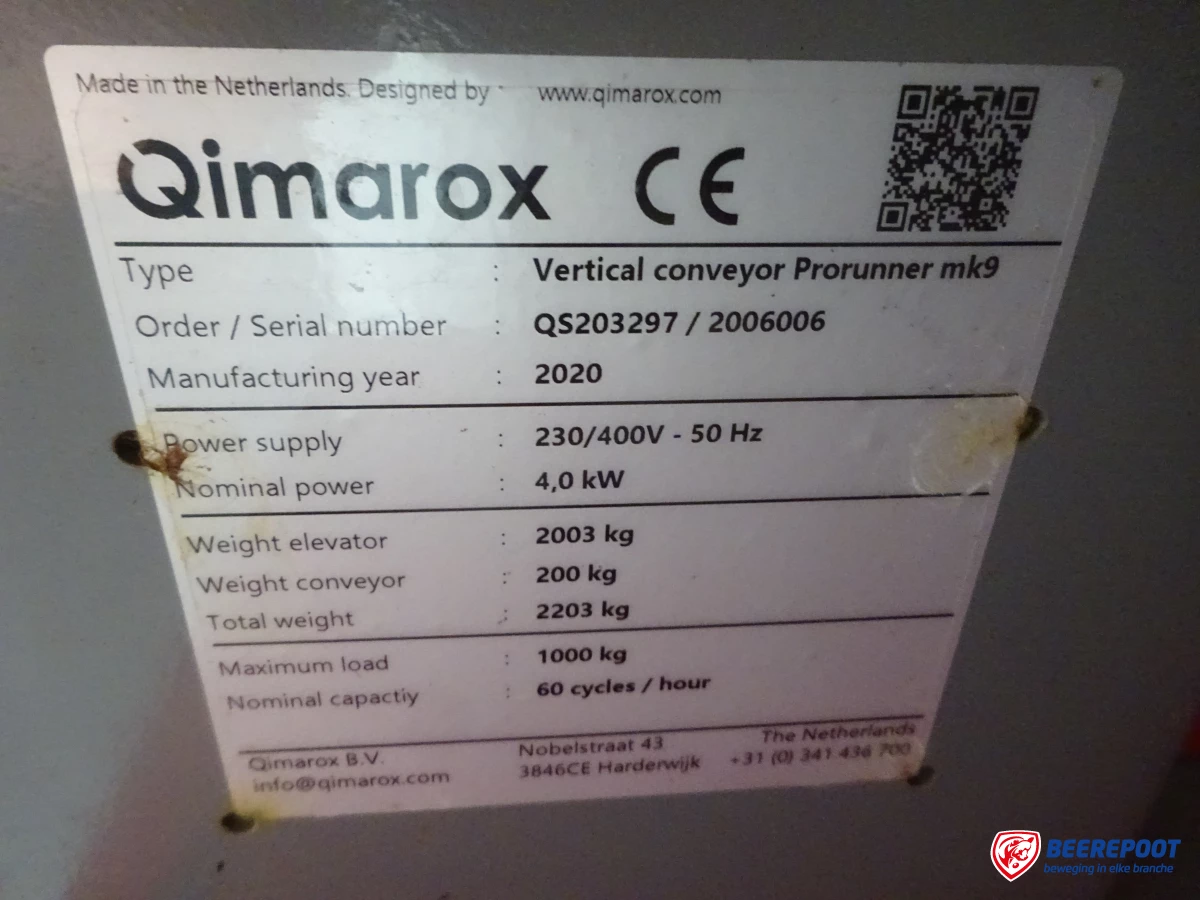 Made in the Netherlands. Designed by www.qimarox.com
Qimarox CE
Type : Vertical conveyor Prorunner mk9
Order / Serial number : QS203297 / 2006006
Manufacturing year : 2020
Power supply : 230/400V - 50 Hz
Nominal power : 4,0 kW
Weight elevator : 2003 kg
Weight conveyor : 200 kg
Total weight : 2203 kg
Maximum load : 1000 kg
Nominal capactiy : 60 cycles / hour
Qimarox B.V. Nobelstraat 43 The Netherlands
info@qimarox.com 3846CE Harderwijk +31 (0) 341 436 700
BEEREPOOT
beweging in elke branche